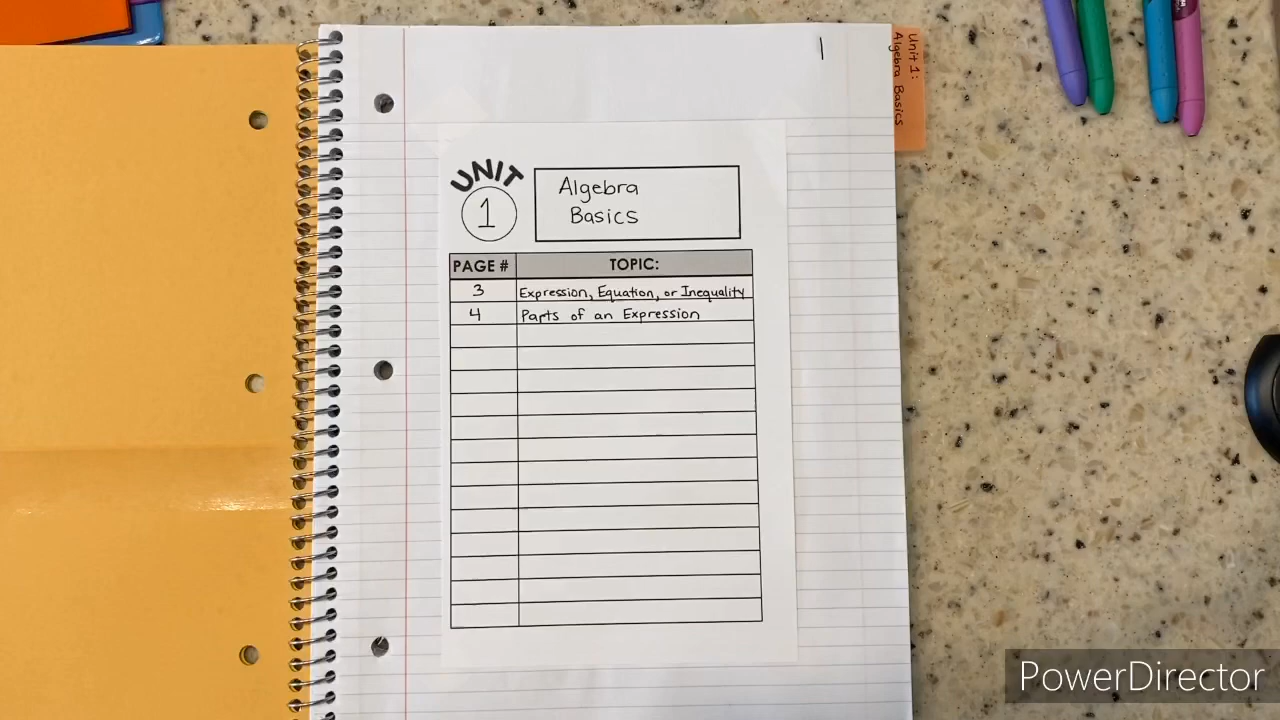 1
Unit 1:
Algebra Basics
UNIT
1
Algebra
Basics
PAGE # TOPIC:
3 Expression, Equation, or Inequality
4 Parts of an Expression
PowerDirector